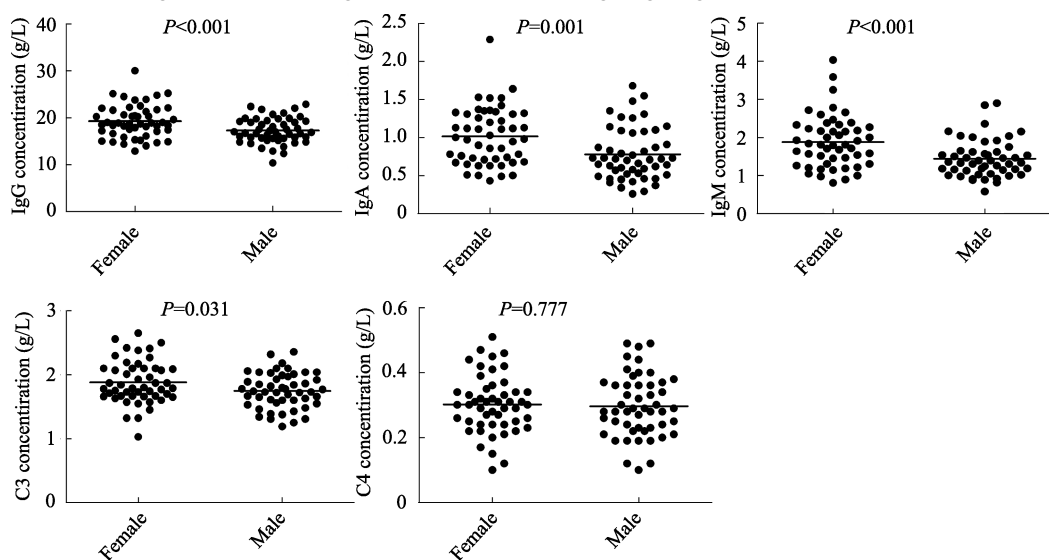 IgG concentration (g/L)
40
30
20
10
0
P<0.001
Female
Male
IgA concentration (g/L)
2.5
2.0
1.5
1.0
0.5
0
P=0.001
Female
Male
IgM concentration (g/L)
5
4
3
2
1
0
P<0.001
Female
Male
C3 concentiration (g/L)
3
2
1
0
P=0.031
Female
Male
C4 concentiration (g/L)
0.6
0.4
0.2
0
P=0.777
Female
Male